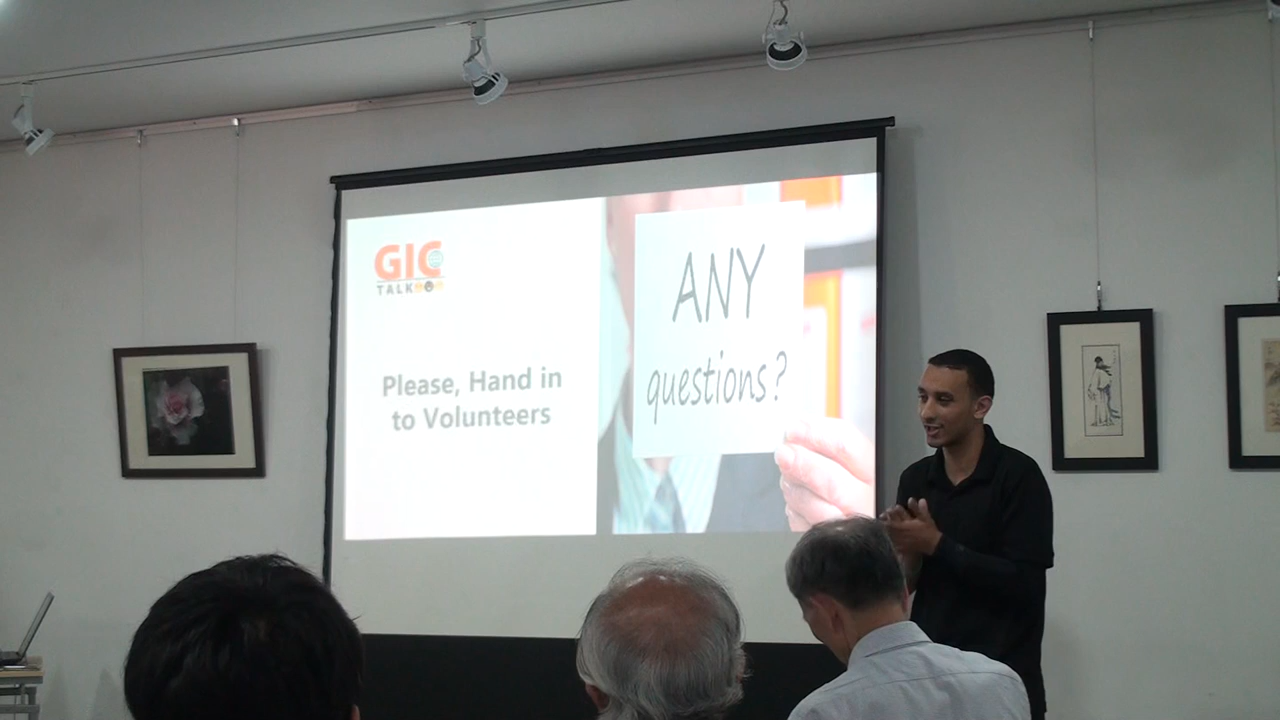 GIC
TALK
Please, Hand in
to Volunteers
ANY
questions?